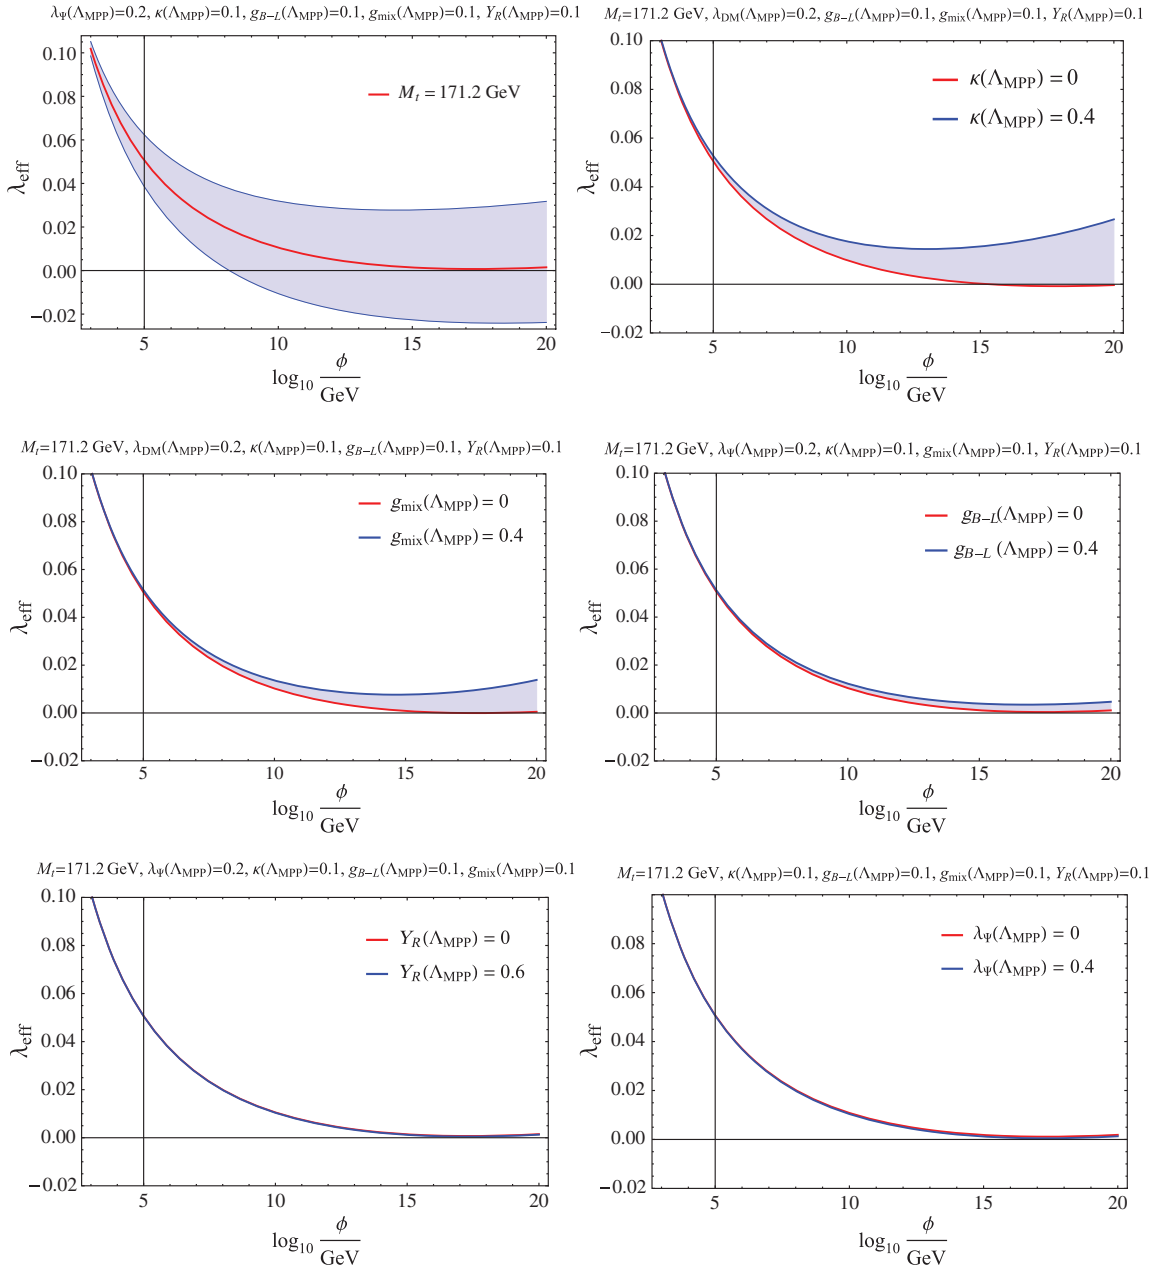 λ_Ψ(Λ_MPP)=0.2, κ(Λ_MPP)=0.1, g_{B−L}(Λ_MPP)=0.1, g_mix(Λ_MPP)=0.1, Y_R(Λ_MPP)=0.1
0.10
0.08
0.06
0.04
0.02
0.00
−0.02
λ_eff
M_t = 171.2 GeV
5
10
15
20
log_10 φ/GeV
M_t=171.2 GeV, λ_DM(Λ_MPP)=0.2, g_{B−L}(Λ_MPP)=0.1, g_mix(Λ_MPP)=0.1, Y_R(Λ_MPP)=0.1
0.10
0.08
0.06
0.04
0.02
0.00
−0.02
λ_eff
κ(Λ_MPP) = 0
κ(Λ_MPP) = 0.4
5
10
15
20
log_10 φ/GeV
M_t=171.2 GeV, λ_DM(Λ_MPP)=0.2, κ(Λ_MPP)=0.1, g_{B−L}(Λ_MPP)=0.1, Y_R(Λ_MPP)=0.1
0.10
0.08
0.06
0.04
0.02
0.00
−0.02
λ_eff
g_mix(Λ_MPP) = 0
g_mix(Λ_MPP) = 0.4
5
10
15
20
log_10 φ/GeV
M_t=171.2 GeV, λ_Ψ(Λ_MPP)=0.2, κ(Λ_MPP)=0.1, g_mix(Λ_MPP)=0.1, Y_R(Λ_MPP)=0.1
0.10
0.08
0.06
0.04
0.02
0.00
−0.02
λ_eff
g_{B−L}(Λ_MPP) = 0
g_{B−L} (Λ_MPP) = 0.4
5
10
15
20
log_10 φ/GeV
M_t=171.2 GeV, λ_Ψ(Λ_MPP)=0.2, κ(Λ_MPP)=0.1, g_{B−L}(Λ_MPP)=0.1, g_mix(Λ_MPP)=0.1
0.10
0.08
0.06
0.04
0.02
0.00
−0.02
λ_eff
Y_R(Λ_MPP) = 0
Y_R(Λ_MPP) = 0.6
5
10
15
20
log_10 φ/GeV
M_t=171.2 GeV, κ(Λ_MPP)=0.1, g_{B−L}(Λ_MPP)=0.1, g_mix(Λ_MPP)=0.1, Y_R(Λ_MPP)=0.1
0.10
0.08
0.06
0.04
0.02
0.00
−0.02
λ_eff
λ_Ψ(Λ_MPP) = 0
λ_Ψ(Λ_MPP) = 0.4
5
10
15
20
log_10 φ/GeV